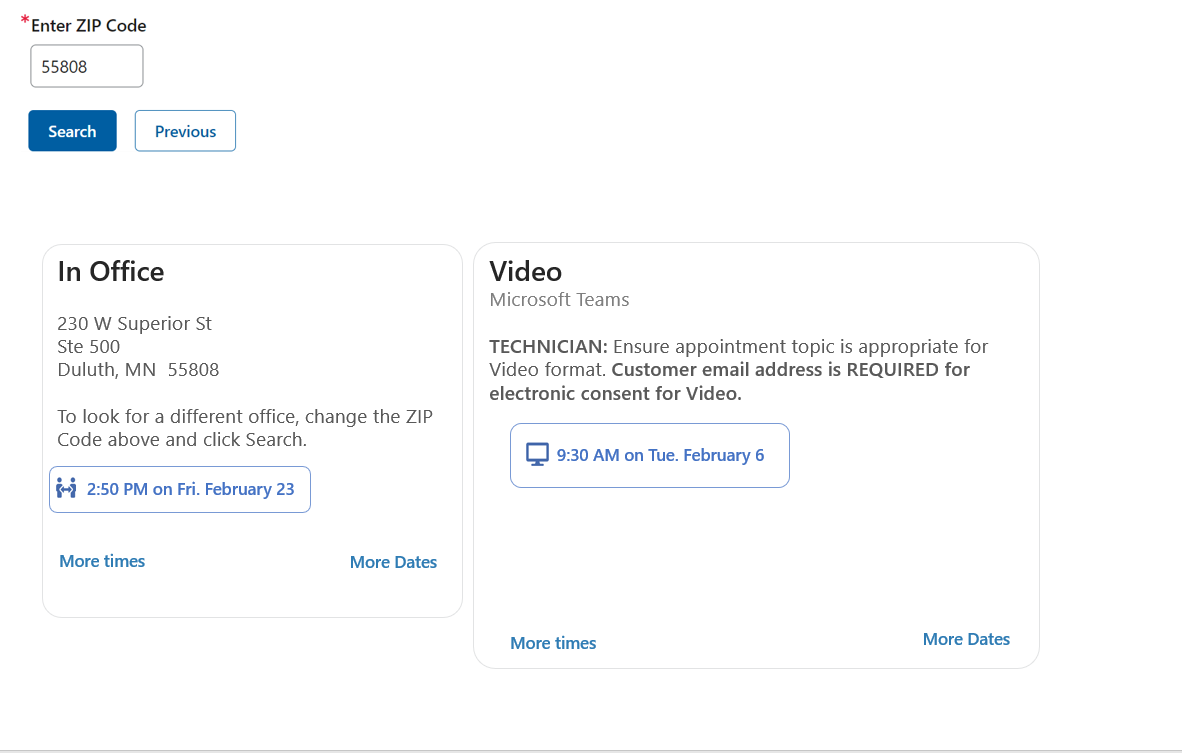 *Enter ZIP Code
55808
Search
Previous
In Office
230 W Superior St
Ste 500
Duluth, MN  55808
To look for a different office, change the ZIP
Code above and click Search.
2:50 PM on Fri. February 23
More times
More Dates
Video
Microsoft Teams
TECHNICIAN: Ensure appointment topic is appropriate for
Video format. Customer email address is REQUIRED for
electronic consent for Video.
9:30 AM on Tue. February 6
More times
More Dates